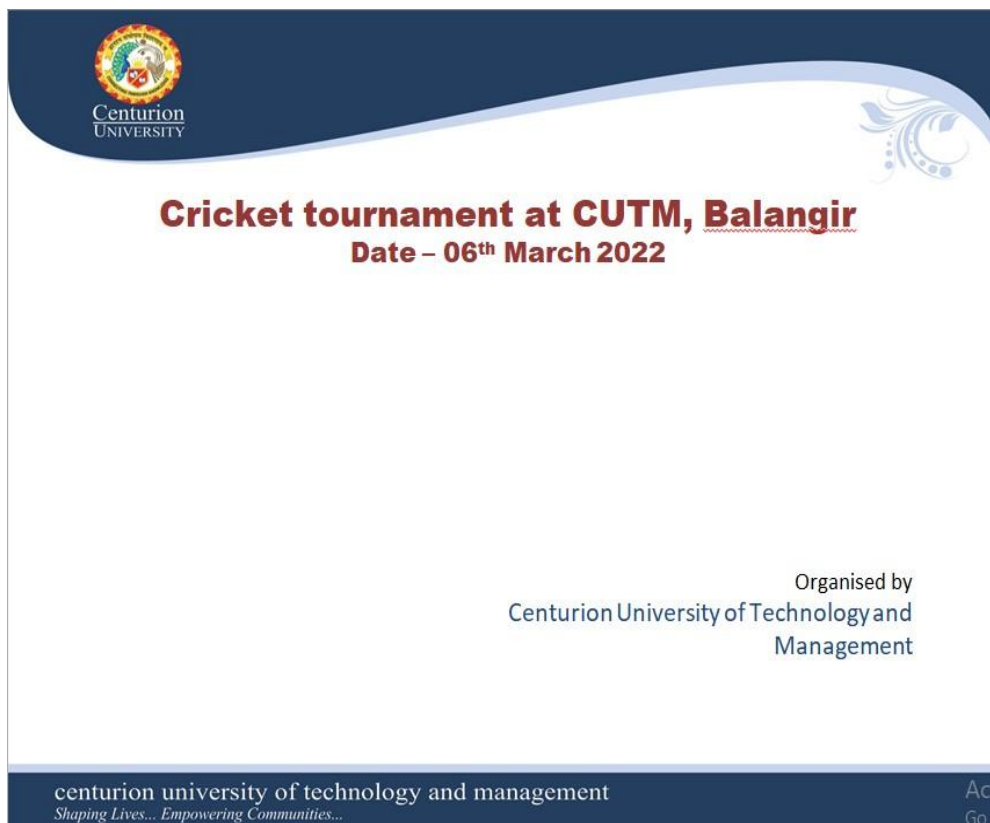 Centurion
UNIVERSITY
Cricket tournament at CUTM, Balangir
Date – 06th March 2022
Organised by
Centurion University of Technology and
Management
centurion university of technology and management
Shaping Lives... Empowering Communities...
Go